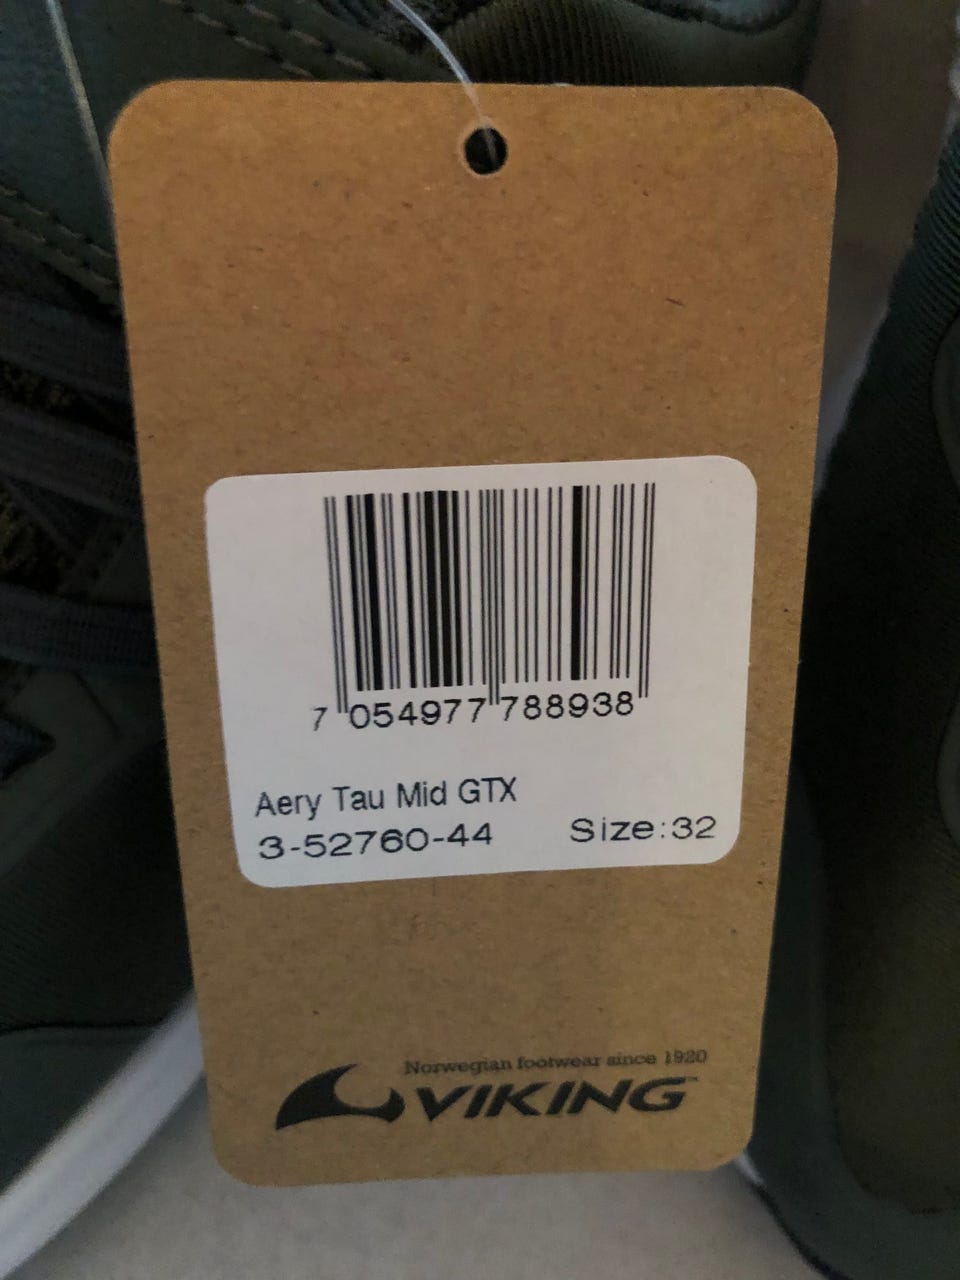 7 054977 788938
Aery Tau Mid GTX
3-52760-44 Size:32
Norwegian footwear since 1920
VIKING